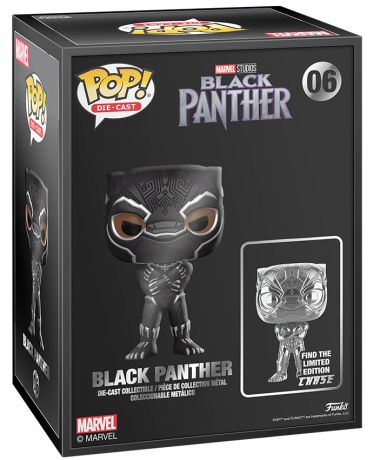 POP!
DIE-CAST
MARVEL STUDIOS
BLACK
PANTHER
06
BLACK PANTHER
DIE-CAST COLLECTIBLE / PIÈCE DE COLLECTION MÉTAL
COLECCIONABLE METÁLICO
FIND THE
LIMITED
EDITION
CHASE
MARVEL
© MARVEL
Funko